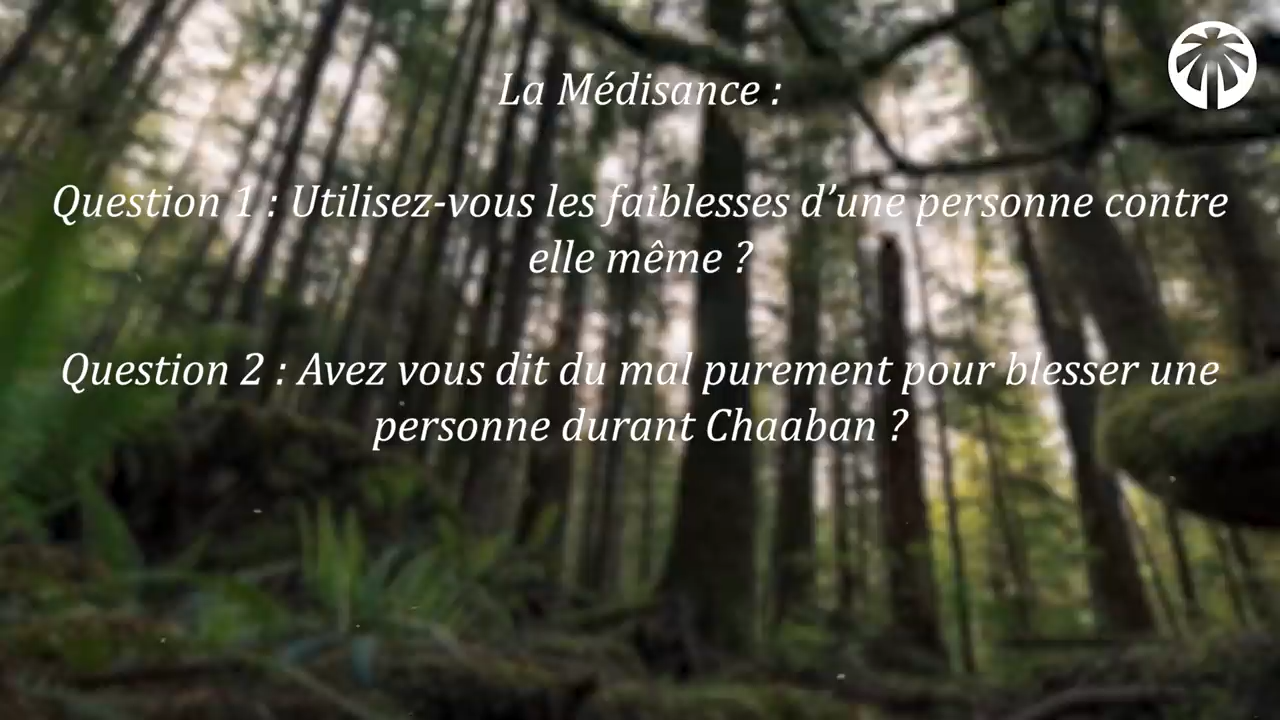 La Médisance :
Question 1 : Utilisez-vous les faiblesses d’une personne contre
elle même ?
Question 2 : Avez vous dit du mal purement pour blesser une
personne durant Chaaban ?